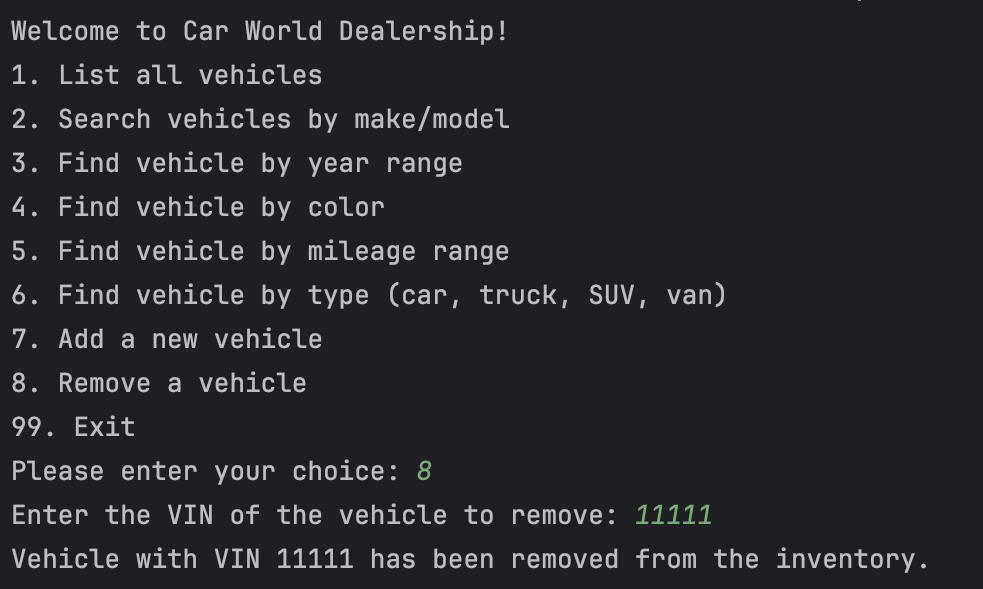 Welcome to Car World Dealership!
1. List all vehicles
2. Search vehicles by make/model
3. Find vehicle by year range
4. Find vehicle by color
5. Find vehicle by mileage range
6. Find vehicle by type (car, truck, SUV, van)
7. Add a new vehicle
8. Remove a vehicle
99. Exit
Please enter your choice: 8
Enter the VIN of the vehicle to remove: 11111
Vehicle with VIN 11111 has been removed from the inventory.